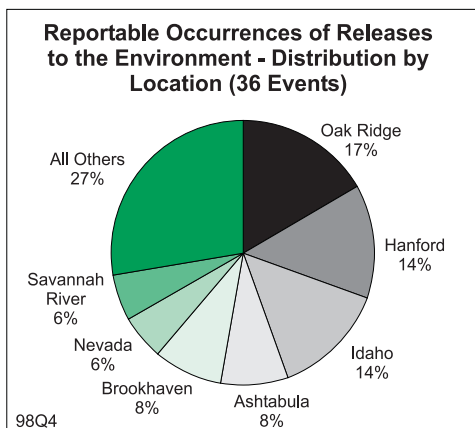 Reportable Occurrences of Releases
to the Environment - Distribution by
Location (36 Events)
Oak Ridge
17%
All Others
27%
Hanford
14%
Savannah
River
6%
Idaho
14%
Nevada
6%
Brookhaven
8%
Ashtabula
8%
98Q4